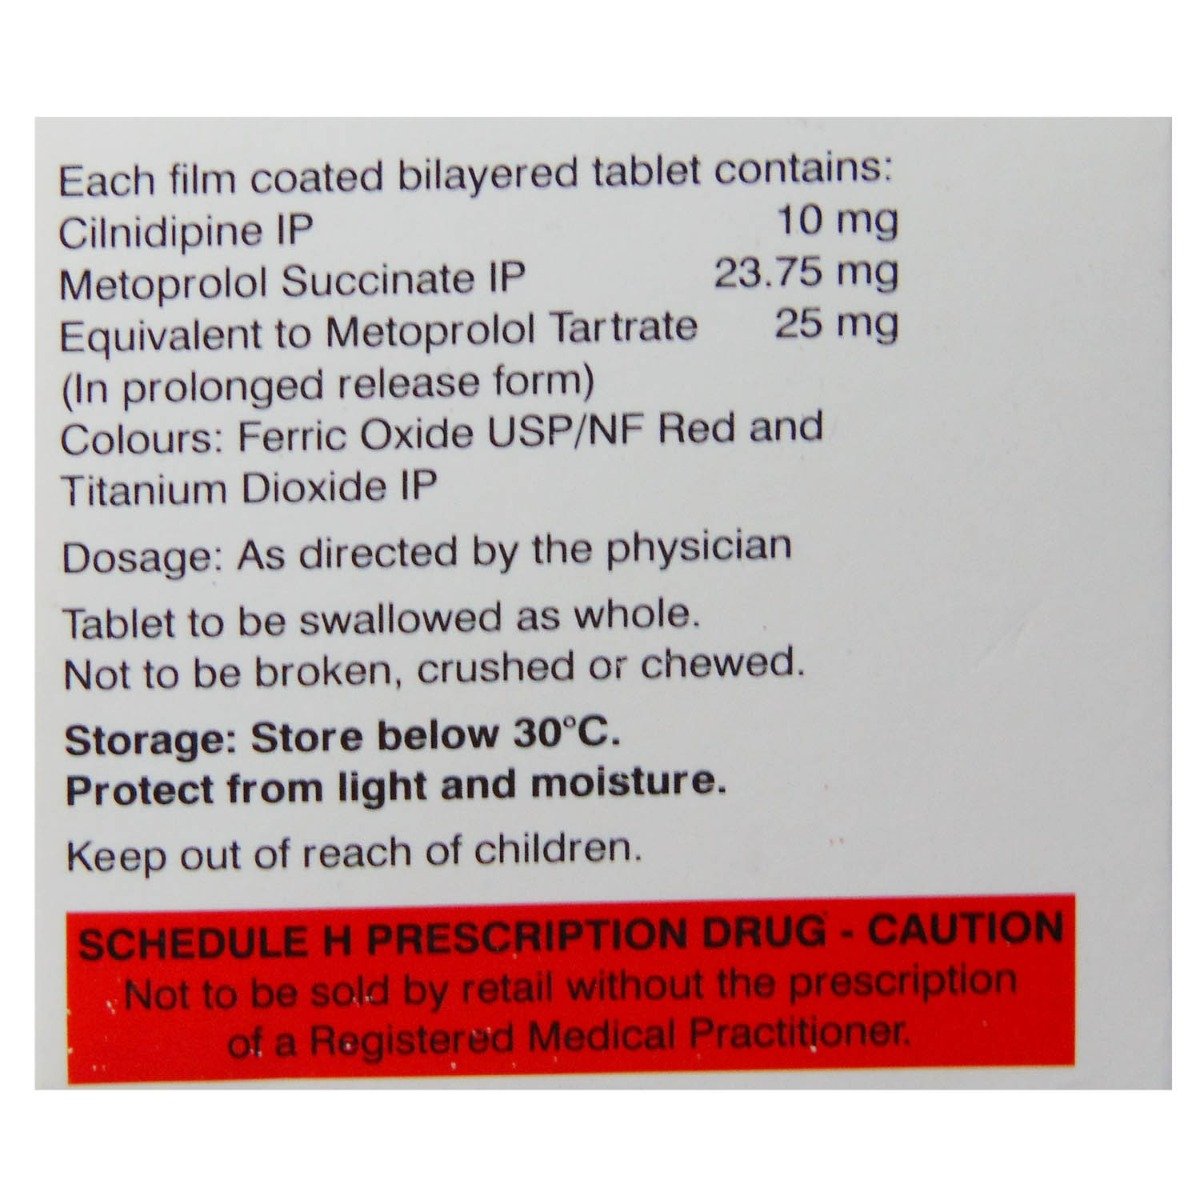 Each film coated bilayered tablet contains:
Cilnidipine IP 10 mg
Metoprolol Succinate IP 23.75 mg
Equivalent to Metoprolol Tartrate 25 mg
(In prolonged release form)
Colours: Ferric Oxide USP/NF Red and
Titanium Dioxide IP
Dosage: As directed by the physician
Tablet to be swallowed as whole.
Not to be broken, crushed or chewed.
Storage: Store below 30°C.
Protect from light and moisture.
Keep out of reach of children.
SCHEDULE H PRESCRIPTION DRUG - CAUTION
Not to be sold by retail without the prescription
of a Registered Medical Practitioner.